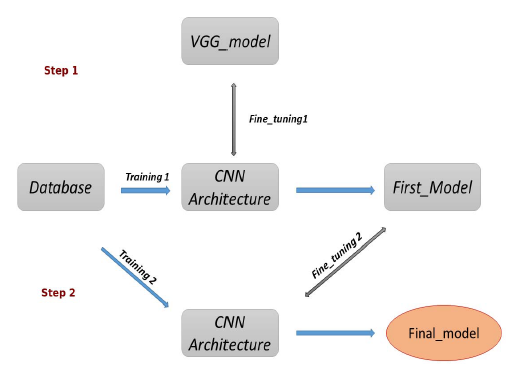 VGG_model
Step 1
Fine_tuning1
Database
Training 1
CNN
Architecture
First_Model
Training 2
Fine_tuning 2
Step 2
CNN
Architecture
Final_model